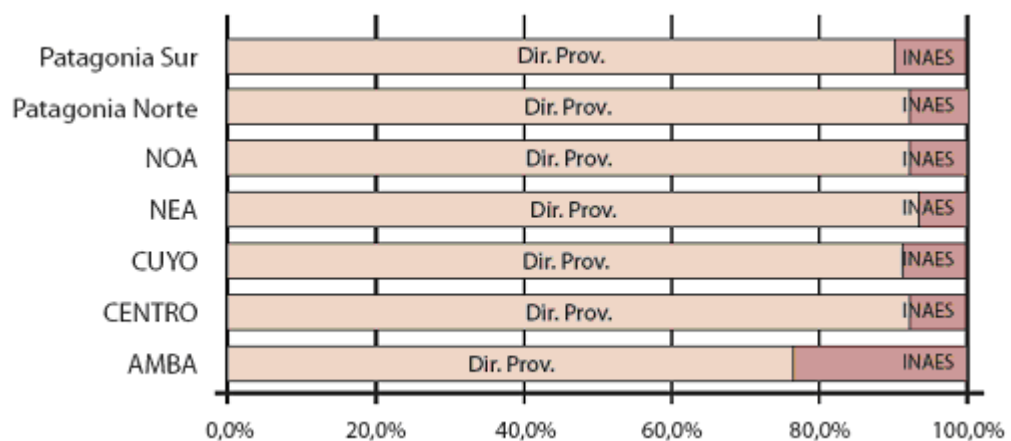 Patagonia Sur Dir. Prov. INAES
Patagonia Norte Dir. Prov. INAES
NOA Dir. Prov. INAES
NEA Dir. Prov. INAES
CUYO Dir. Prov. INAES
CENTRO Dir. Prov. INAES
AMBA Dir. Prov. INAES
0,0% 20,0% 40,0% 60,0% 80,0% 100,0%